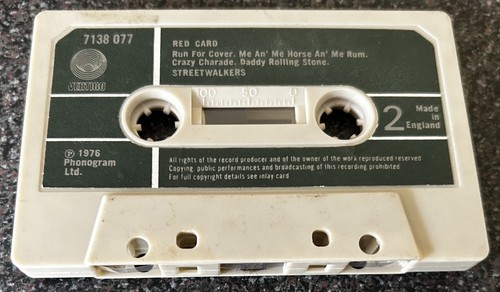 7138 077
RED CARD
Run For Cover. Me An' Me Horse An' Me Rum.
Crazy Charade. Daddy Rolling Stone.
STREETWALKERS
VERTIGO
100 50 0
2
Made
in
England
℗ 1976
Phonogram
Ltd.
All rights of the record producer and of the owner of the work reproduced reserved
Copying, public performances and broadcasting of this recording prohibited
For full copyright details see inlay card